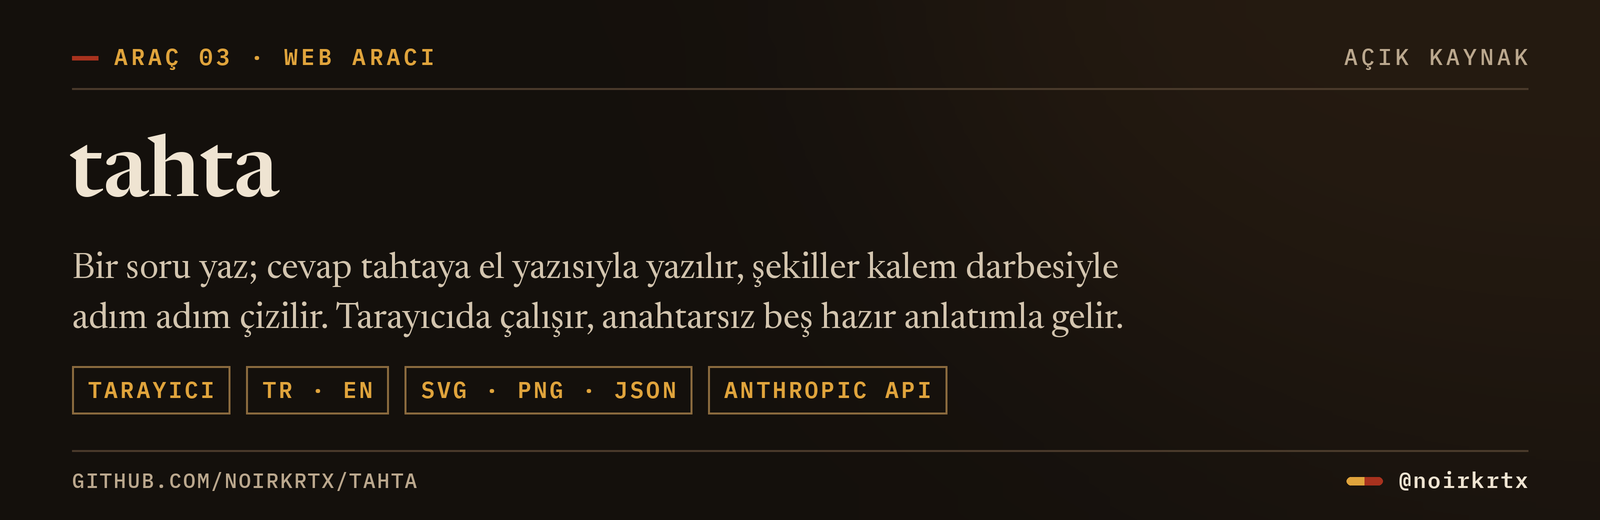 ARAÇ 03 · WEB ARACI
AÇIK KAYNAK
tahta
Bir soru yaz; cevap tahtaya el yazısıyla yazılır, şekiller kalem darbesiyle
adım adım çizilir. Tarayıcıda çalışır, anahtarsız beş hazır anlatımla gelir.
TARAYICI
TR · EN
SVG · PNG · JSON
ANTHROPIC API
GITHUB.COM/NOIRKRTX/TAHTA
@noirkrtx